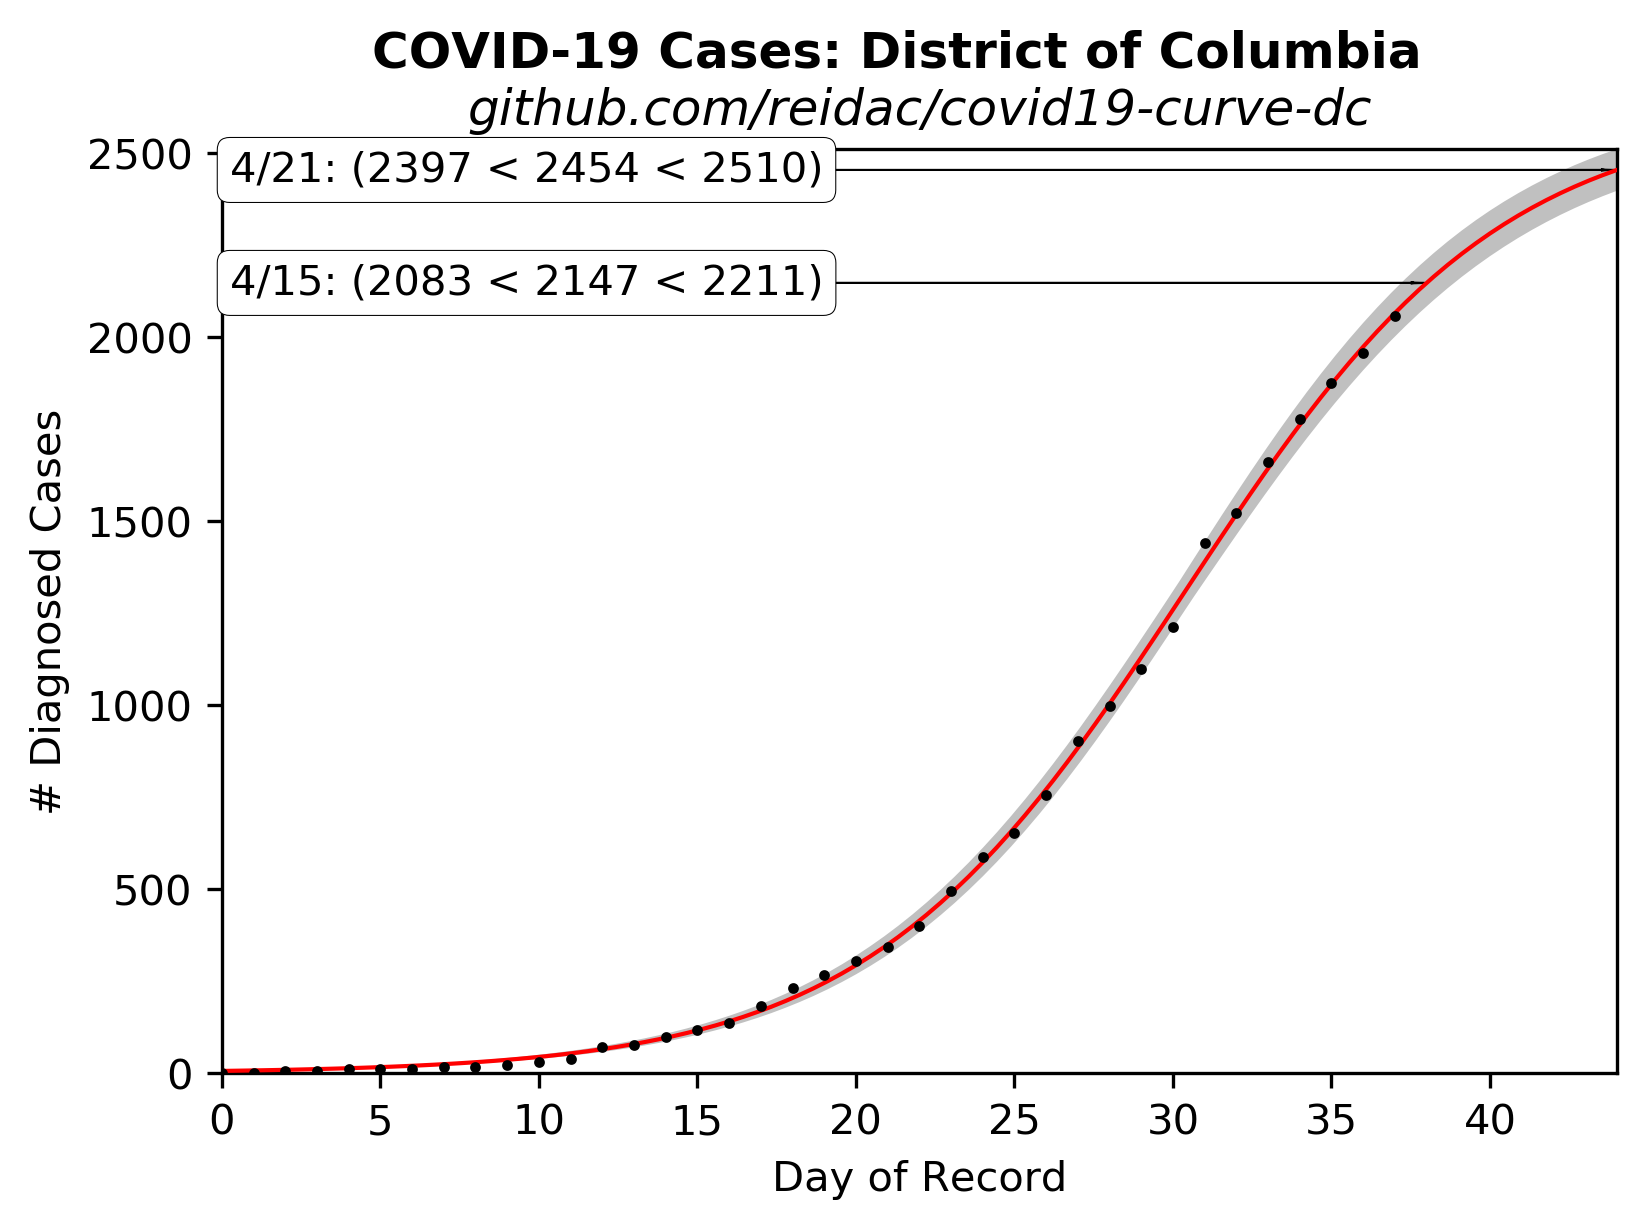 COVID-19 Cases: District of Columbia
github.com/reidac/covid19-curve-dc
4/21: (2397 < 2454 < 2510)
4/15: (2083 < 2147 < 2211)
# Diagnosed Cases
2500
2000
1500
1000
500
0
0 5 10 15 20 25 30 35 40
Day of Record